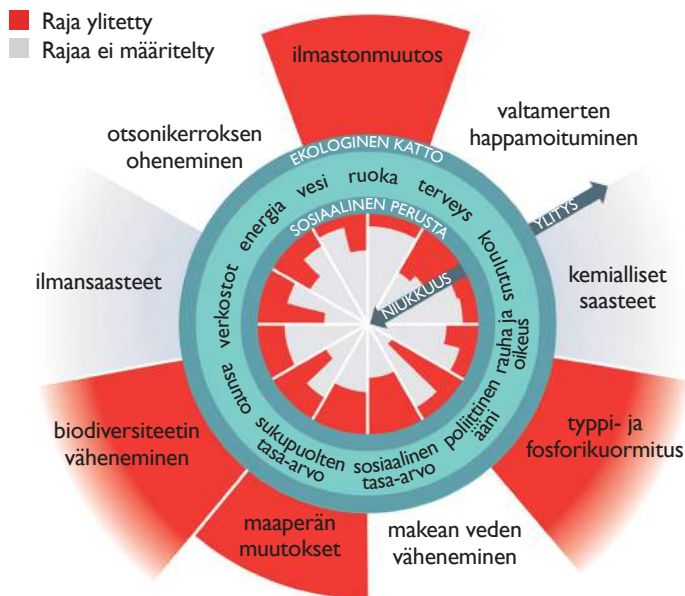 Raja ylitetty
Rajaa ei määritelty
ilmastonmuutos
valtamerten
happamoituminen
otsonikerroksen
oheneminen
EKOLOGINEN KATTO
YLITYS
ilmansaasteet
kemialliset
saasteet
verkostot
energia
vesi
ruoka
terveys
koulutus
rauha ja
oikeus
poliittinen
ääni
sosiaalinen
tasa-arvo
sukupuolten
tasa-arvo
asunto
SOSIAALINEN PERUSTA
NIUKKUUS
biodiversiteetin
väheneminen
typpi- ja
fosforikuormitus
maaperän
muutokset
makean veden
väheneminen